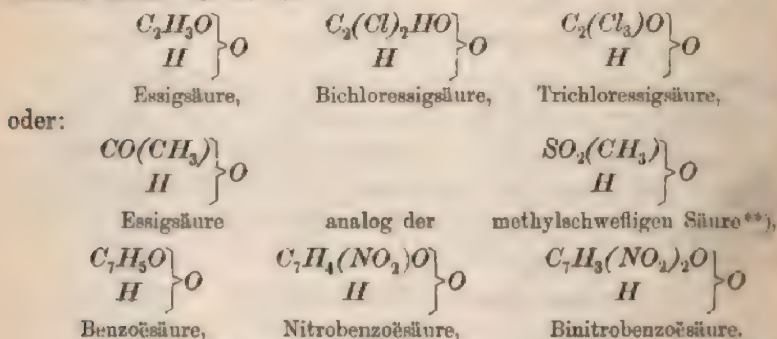 C₂H₃O C₂(Cl)₂HO C₂(Cl₃)O
H }O H }O H }O
Essigsäure, Bichloressigsäure, Trichloressigsäure,
oder:
CO(CH₃) SO₂(CH₃)
H }O H }O
Essigsäure analog der methylschwefligen Säure**),
C₇H₅O C₇H₄(NO₂)O C₇H₃(NO₂)₂O
H }O H }O H }O
Benzoësäure, Nitrobenzoësäure, Binitrobenzoësäure.